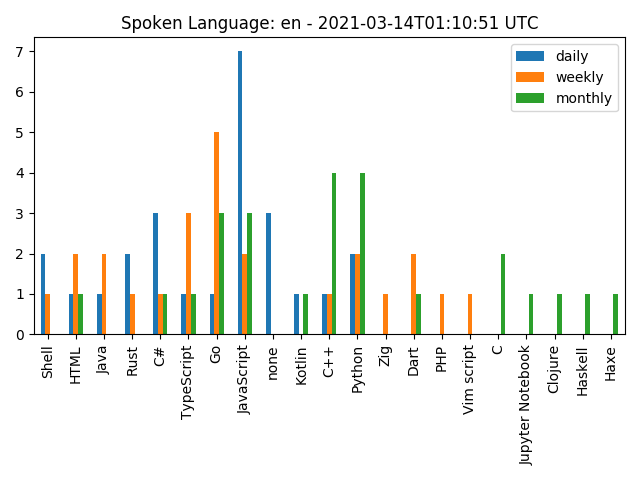 Spoken Language: en - 2021-03-14T01:10:51 UTC
daily
weekly
monthly
7
6
5
4
3
2
1
0
Shell
HTML
Java
Rust
C#
TypeScript
Go
JavaScript
none
Kotlin
C++
Python
Zig
Dart
PHP
Vim script
C
Jupyter Notebook
Clojure
Haskell
Haxe